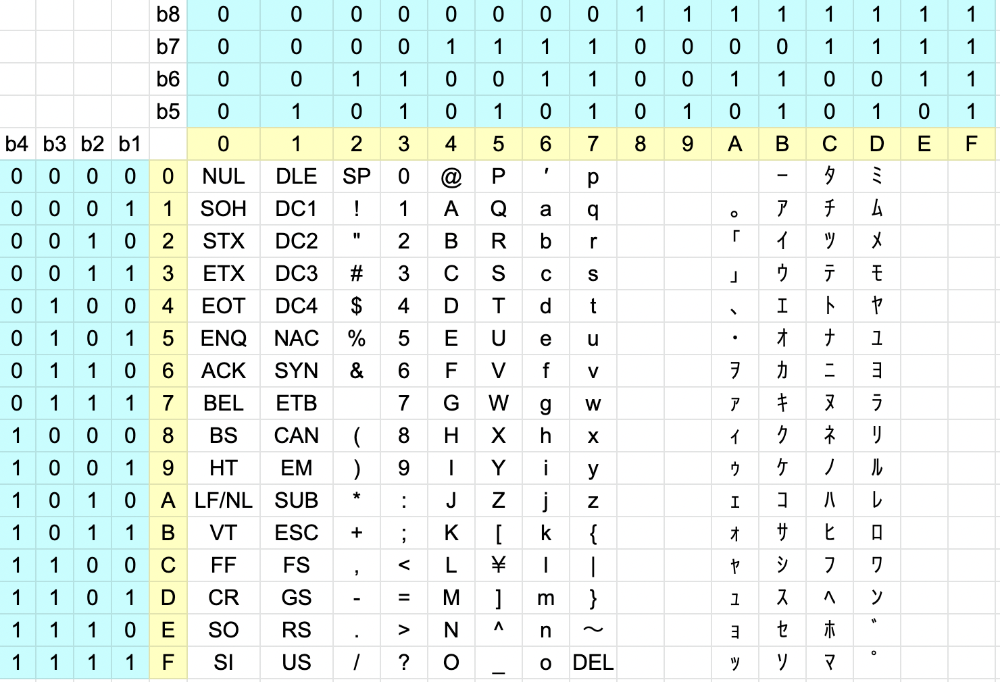 b8 0 0 0 0 0 0 0 0 1 1 1 1 1 1 1 1
b7 0 0 0 0 1 1 1 1 0 0 0 0 1 1 1 1
b6 0 0 1 1 0 0 1 1 0 0 1 1 0 0 1 1
b5 0 1 0 1 0 1 0 1 0 1 0 1 0 1 0 1
b4 b3 b2 b1 0 1 2 3 4 5 6 7 8 9 A B C D E F
0 0 0 0 0 NUL DLE SP 0 @ P ′ p ｰ ﾀ ﾐ
0 0 0 1 1 SOH DC1 ! 1 A Q a q ｡ ｱ ﾁ ﾑ
0 0 1 0 2 STX DC2 " 2 B R b r ｢ ｲ ﾂ ﾒ
0 0 1 1 3 ETX DC3 # 3 C S c s ｣ ｳ ﾃ ﾓ
0 1 0 0 4 EOT DC4 $ 4 D T d t ､ ｴ ﾄ ﾔ
0 1 0 1 5 ENQ NAC % 5 E U e u ･ ｵ ﾅ ﾕ
0 1 1 0 6 ACK SYN & 6 F V f v ｦ ｶ ﾆ ﾖ
0 1 1 1 7 BEL ETB 7 G W g w ｧ ｷ ﾇ ﾗ
1 0 0 0 8 BS CAN ( 8 H X h x ｨ ｸ ﾈ ﾘ
1 0 0 1 9 HT EM ) 9 I Y i y ｩ ｹ ﾉ ﾙ
1 0 1 0 A LF/NL SUB * : J Z j z ｪ ｺ ﾊ ﾚ
1 0 1 1 B VT ESC + ; K [ k { ｫ ｻ ﾋ ﾛ
1 1 0 0 C FF FS , < L ¥ l | ｬ ｼ ﾌ ﾜ
1 1 0 1 D CR GS - = M ] m } ｭ ｽ ﾍ ﾝ
1 1 1 0 E SO RS . > N ^ n 〜 ｮ ｾ ﾎ ﾞ
1 1 1 1 F SI US / ? O _ o DEL ｯ ｿ ﾏ ﾟ